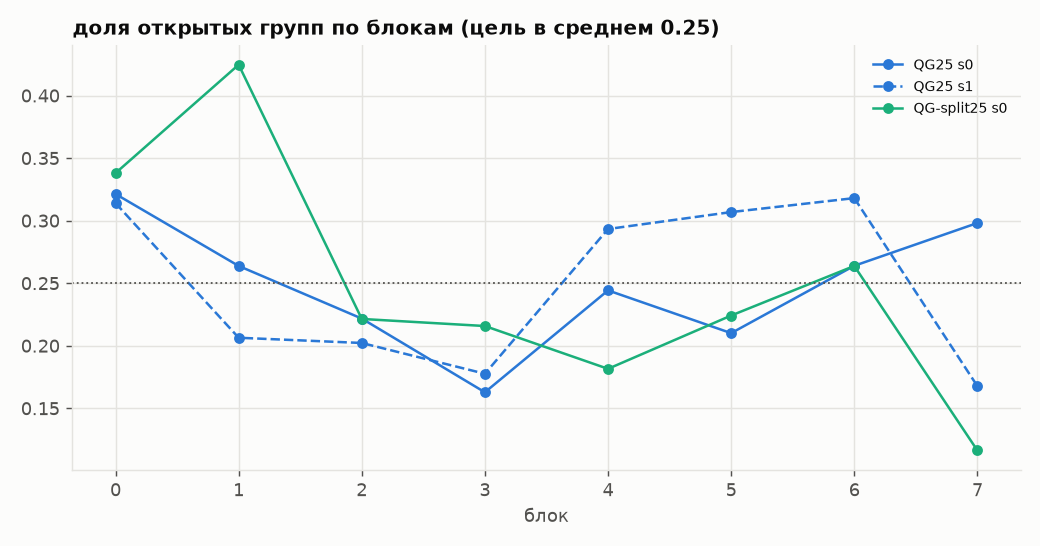 доля открытых групп по блокам (цель в среднем 0.25)
QG25 s0
QG25 s1
QG-split25 s0
0.40
0.35
0.30
0.25
0.20
0.15
0 1 2 3 4 5 6 7
блок